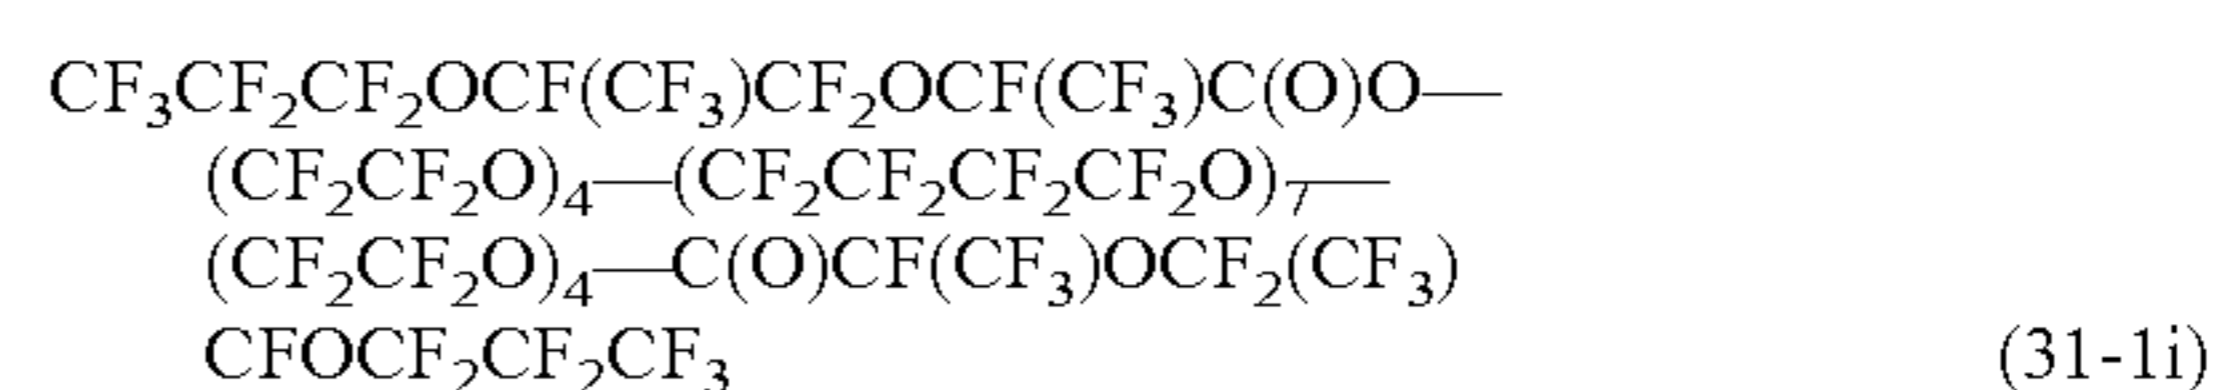 CF₃CF₂CF₂OCF(CF₃)CF₂OCF(CF₃)C(O)O—
(CF₂CF₂O)₄—(CF₂CF₂CF₂CF₂O)₇—
(CF₂CF₂O)₄—C(O)CF(CF₃)OCF₂(CF₃)
CFOCF₂CF₂CF₃ (31-1i)